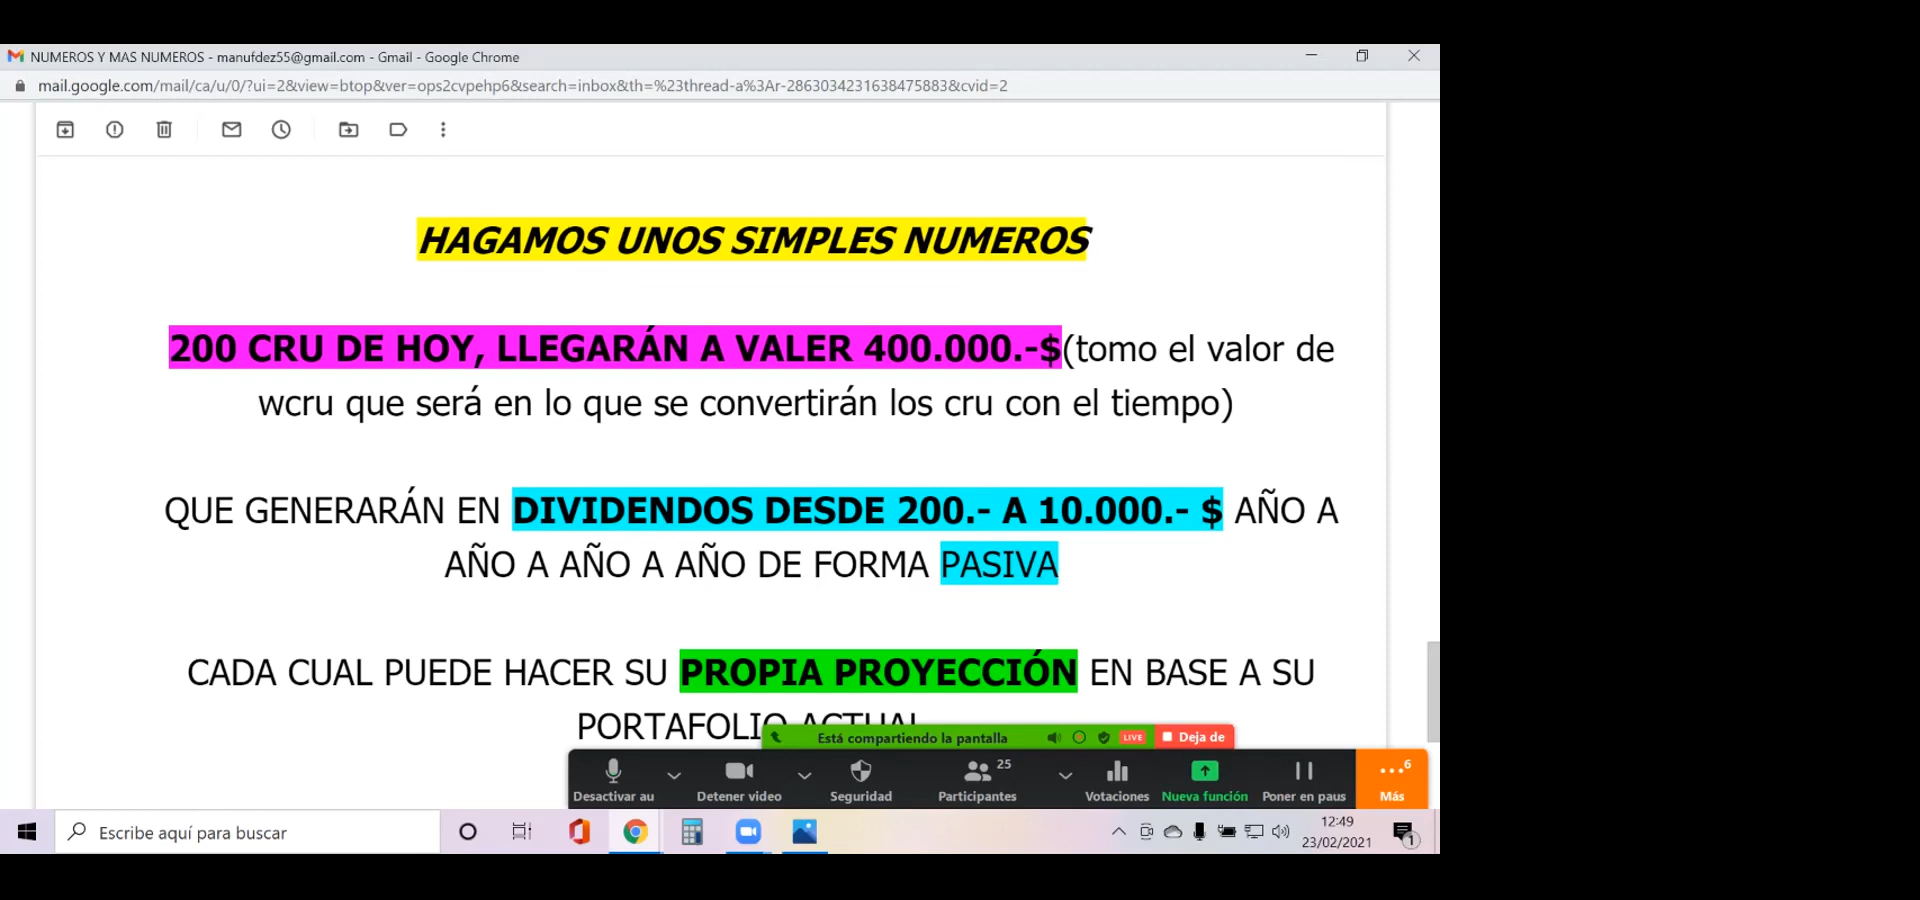 NUMEROS Y MAS NUMEROS - manufdez55@gmail.com - Gmail - Google Chrome
mail.google.com/mail/ca/u/0/?ui=2&view=btop&ver=ops2cvpehp6&search=inbox&th=%23thread-a%3Ar-2863034231638475883&cvid=2
HAGAMOS UNOS SIMPLES NUMEROS
200 CRU DE HOY, LLEGARÁN A VALER 400.000.-$(tomo el valor de
wcru que será en lo que se convertirán los cru con el tiempo)
QUE GENERARÁN EN DIVIDENDOS DESDE 200.- A 10.000.- $ AÑO A
AÑO A AÑO A AÑO DE FORMA PASIVA
CADA CUAL PUEDE HACER SU PROPIA PROYECCIÓN EN BASE A SU
PORTAFOLIO ACTUAL
Está compartiendo la pantalla LIVE Deja de
25 6
Desactivar au Detener video Seguridad Participantes Votaciones Nueva función Poner en paus Más
Escribe aquí para buscar
12:49
23/02/2021
1